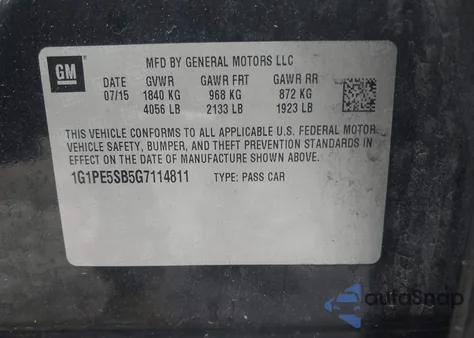 GM
MFD BY GENERAL MOTORS LLC
DATE GVWR GAWR FRT GAWR RR
07/15 1840 KG 968 KG 872 KG
4056 LB 2133 LB 1923 LB
THIS VEHICLE CONFORMS TO ALL APPLICABLE U.S. FEDERAL MOTOR
VEHICLE SAFETY, BUMPER, AND THEFT PREVENTION STANDARDS IN
EFFECT ON THE DATE OF MANUFACTURE SHOWN ABOVE.
1G1PE5SB5G7114811 TYPE: PASS CAR
autoSnap